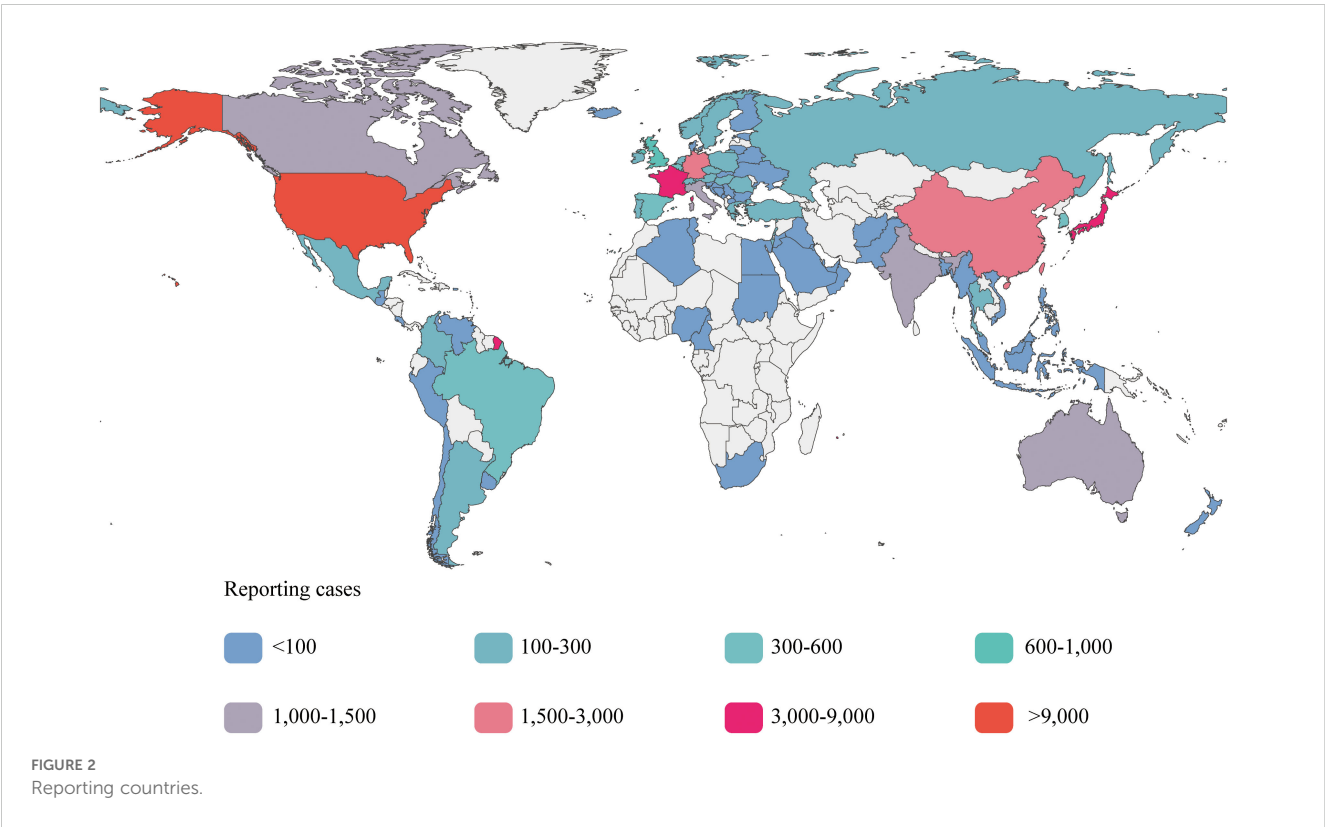 Reporting cases
<100 100-300 300-600 600-1,000
1,000-1,500 1,500-3,000 3,000-9,000 >9,000
FIGURE 2
Reporting countries.